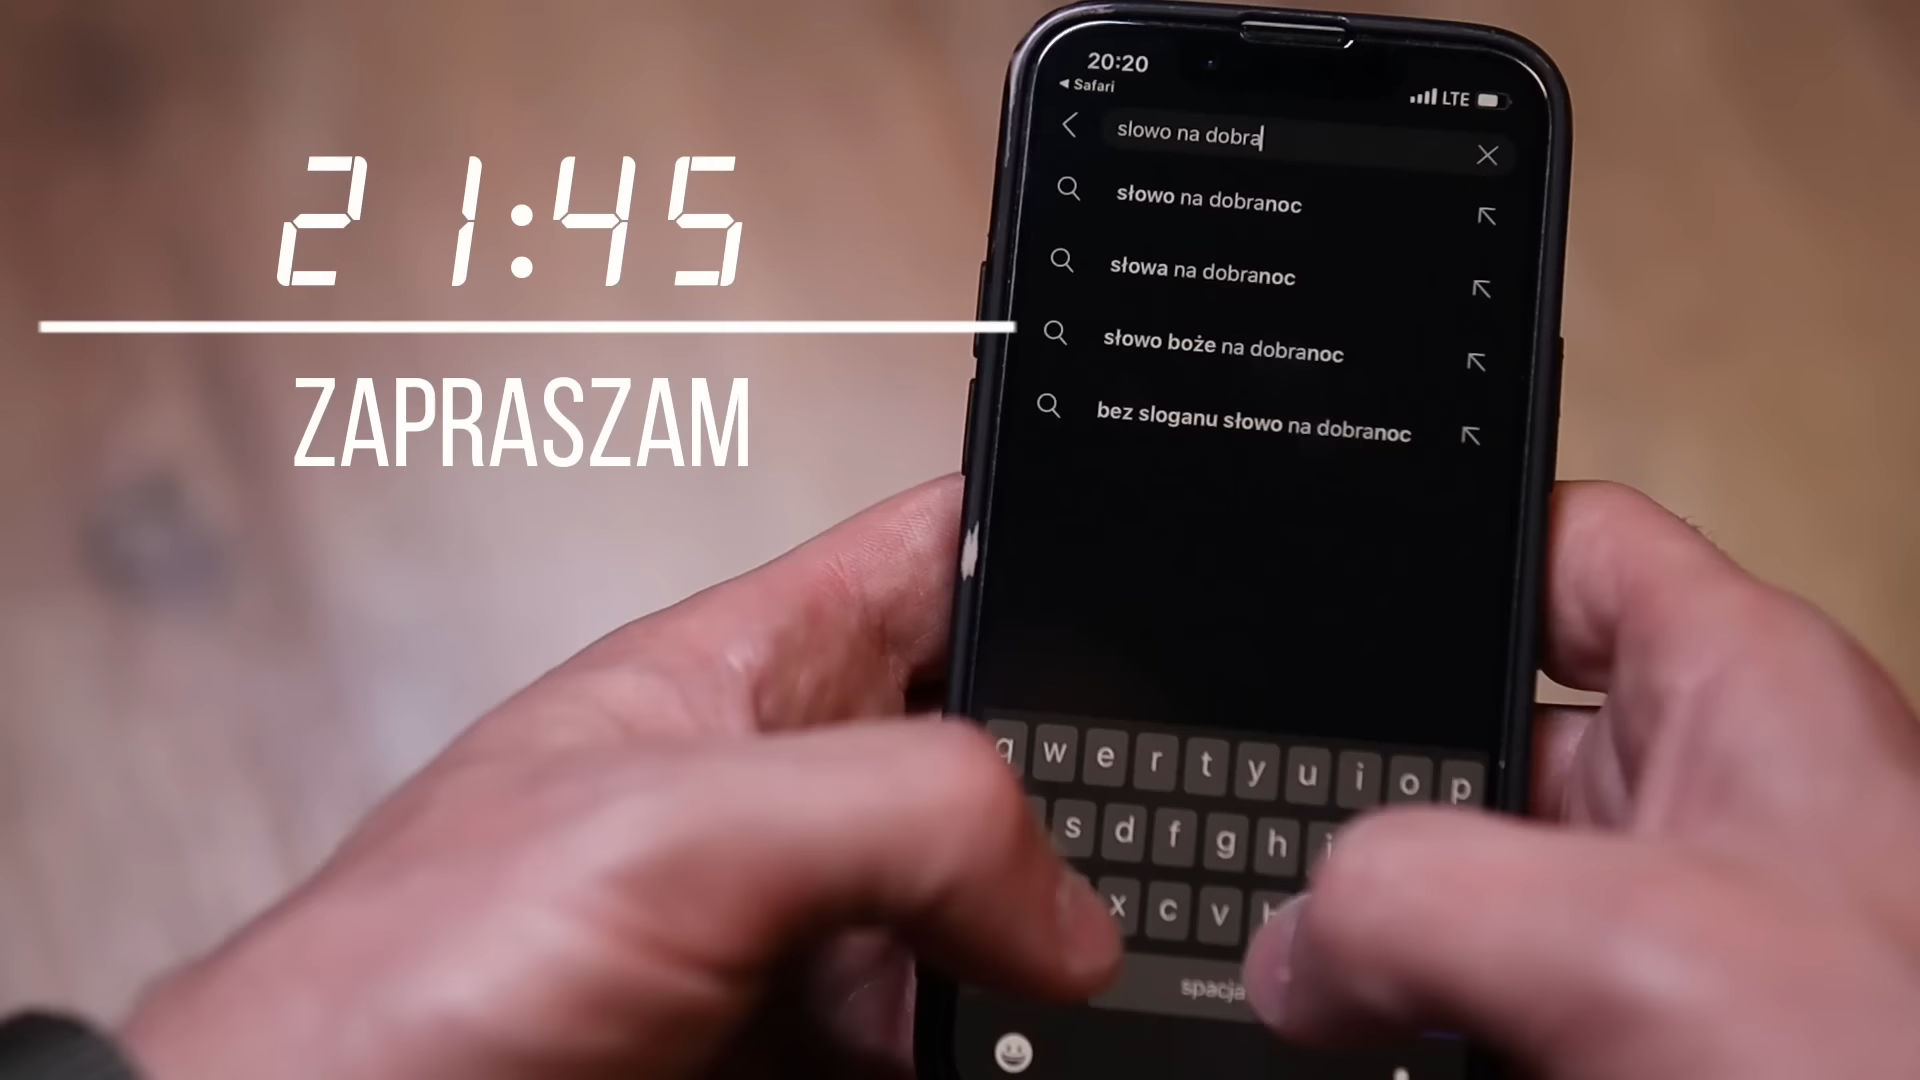 21:45
ZAPRASZAM
20:20
Safari
LTE
slowo na dobra
słowo na dobranoc
słowa na dobranoc
słowo boże na dobranoc
bez sloganu słowo na dobranoc
q w e r t y u i o p
s d f g h
x c v
spacja